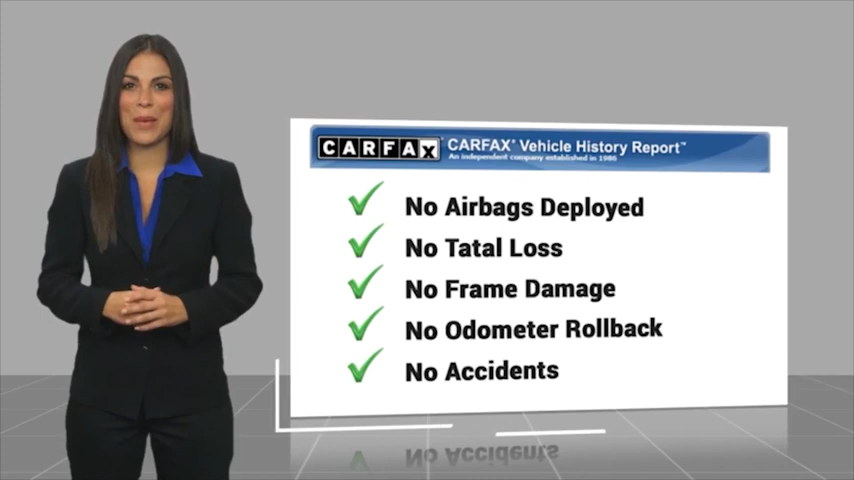 CARFAX CARFAX® Vehicle History Report™
An independent company established in 1986
No Airbags Deployed
No Tatal Loss
No Frame Damage
No Odometer Rollback
No Accidents
No Accidents